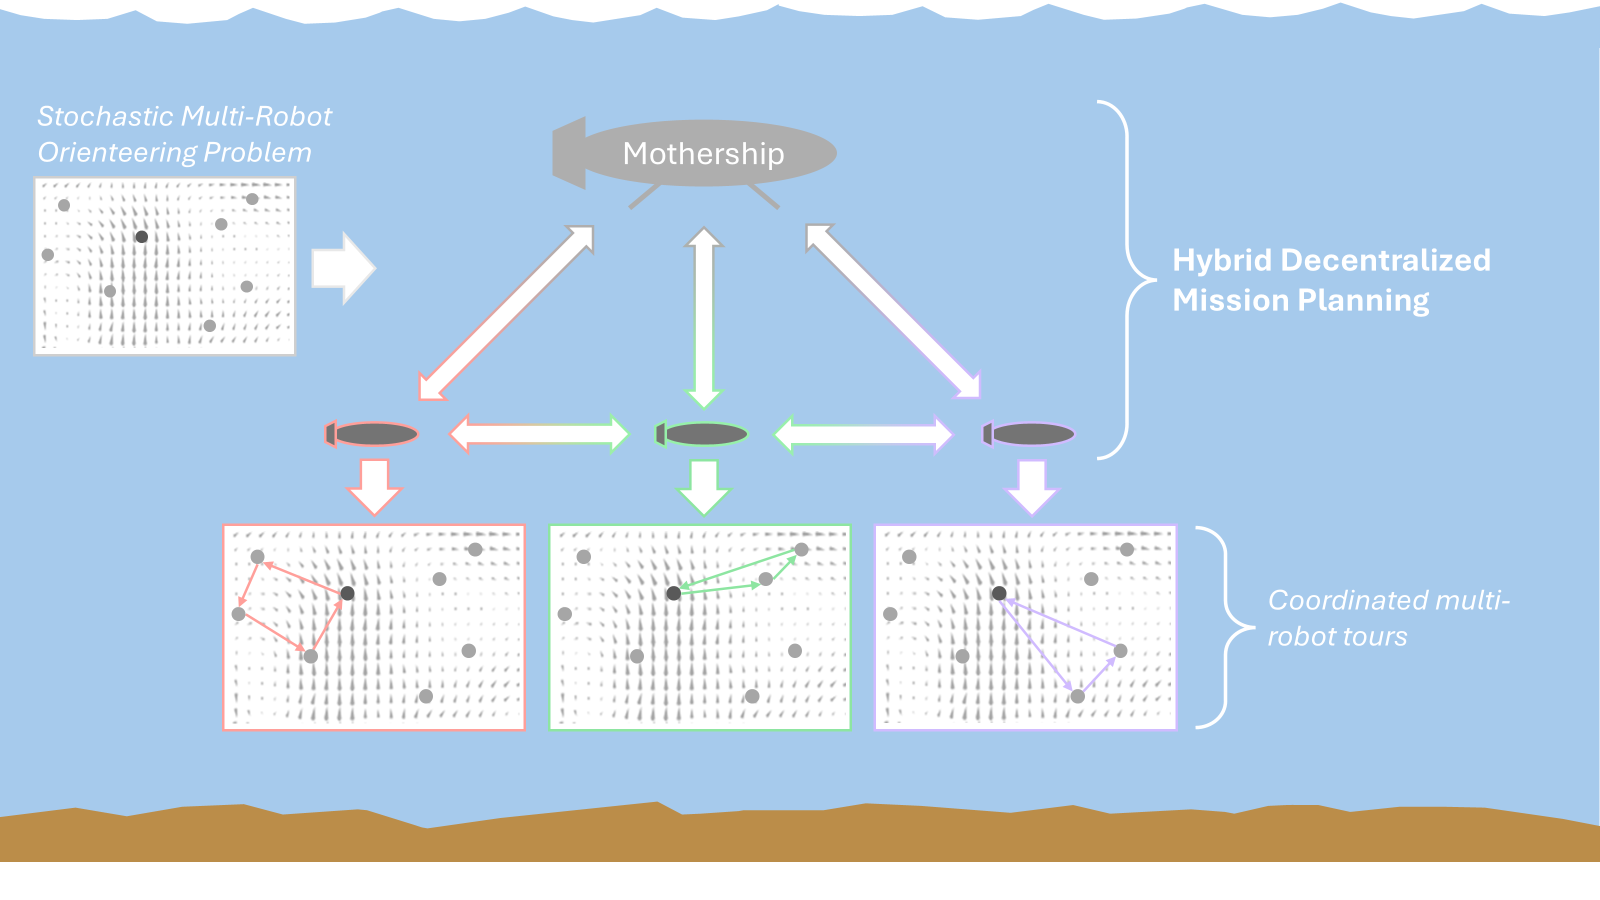 Stochastic Multi-Robot
Orienteering Problem
Mothership
Hybrid Decentralized
Mission Planning
Coordinated multi-
robot tours